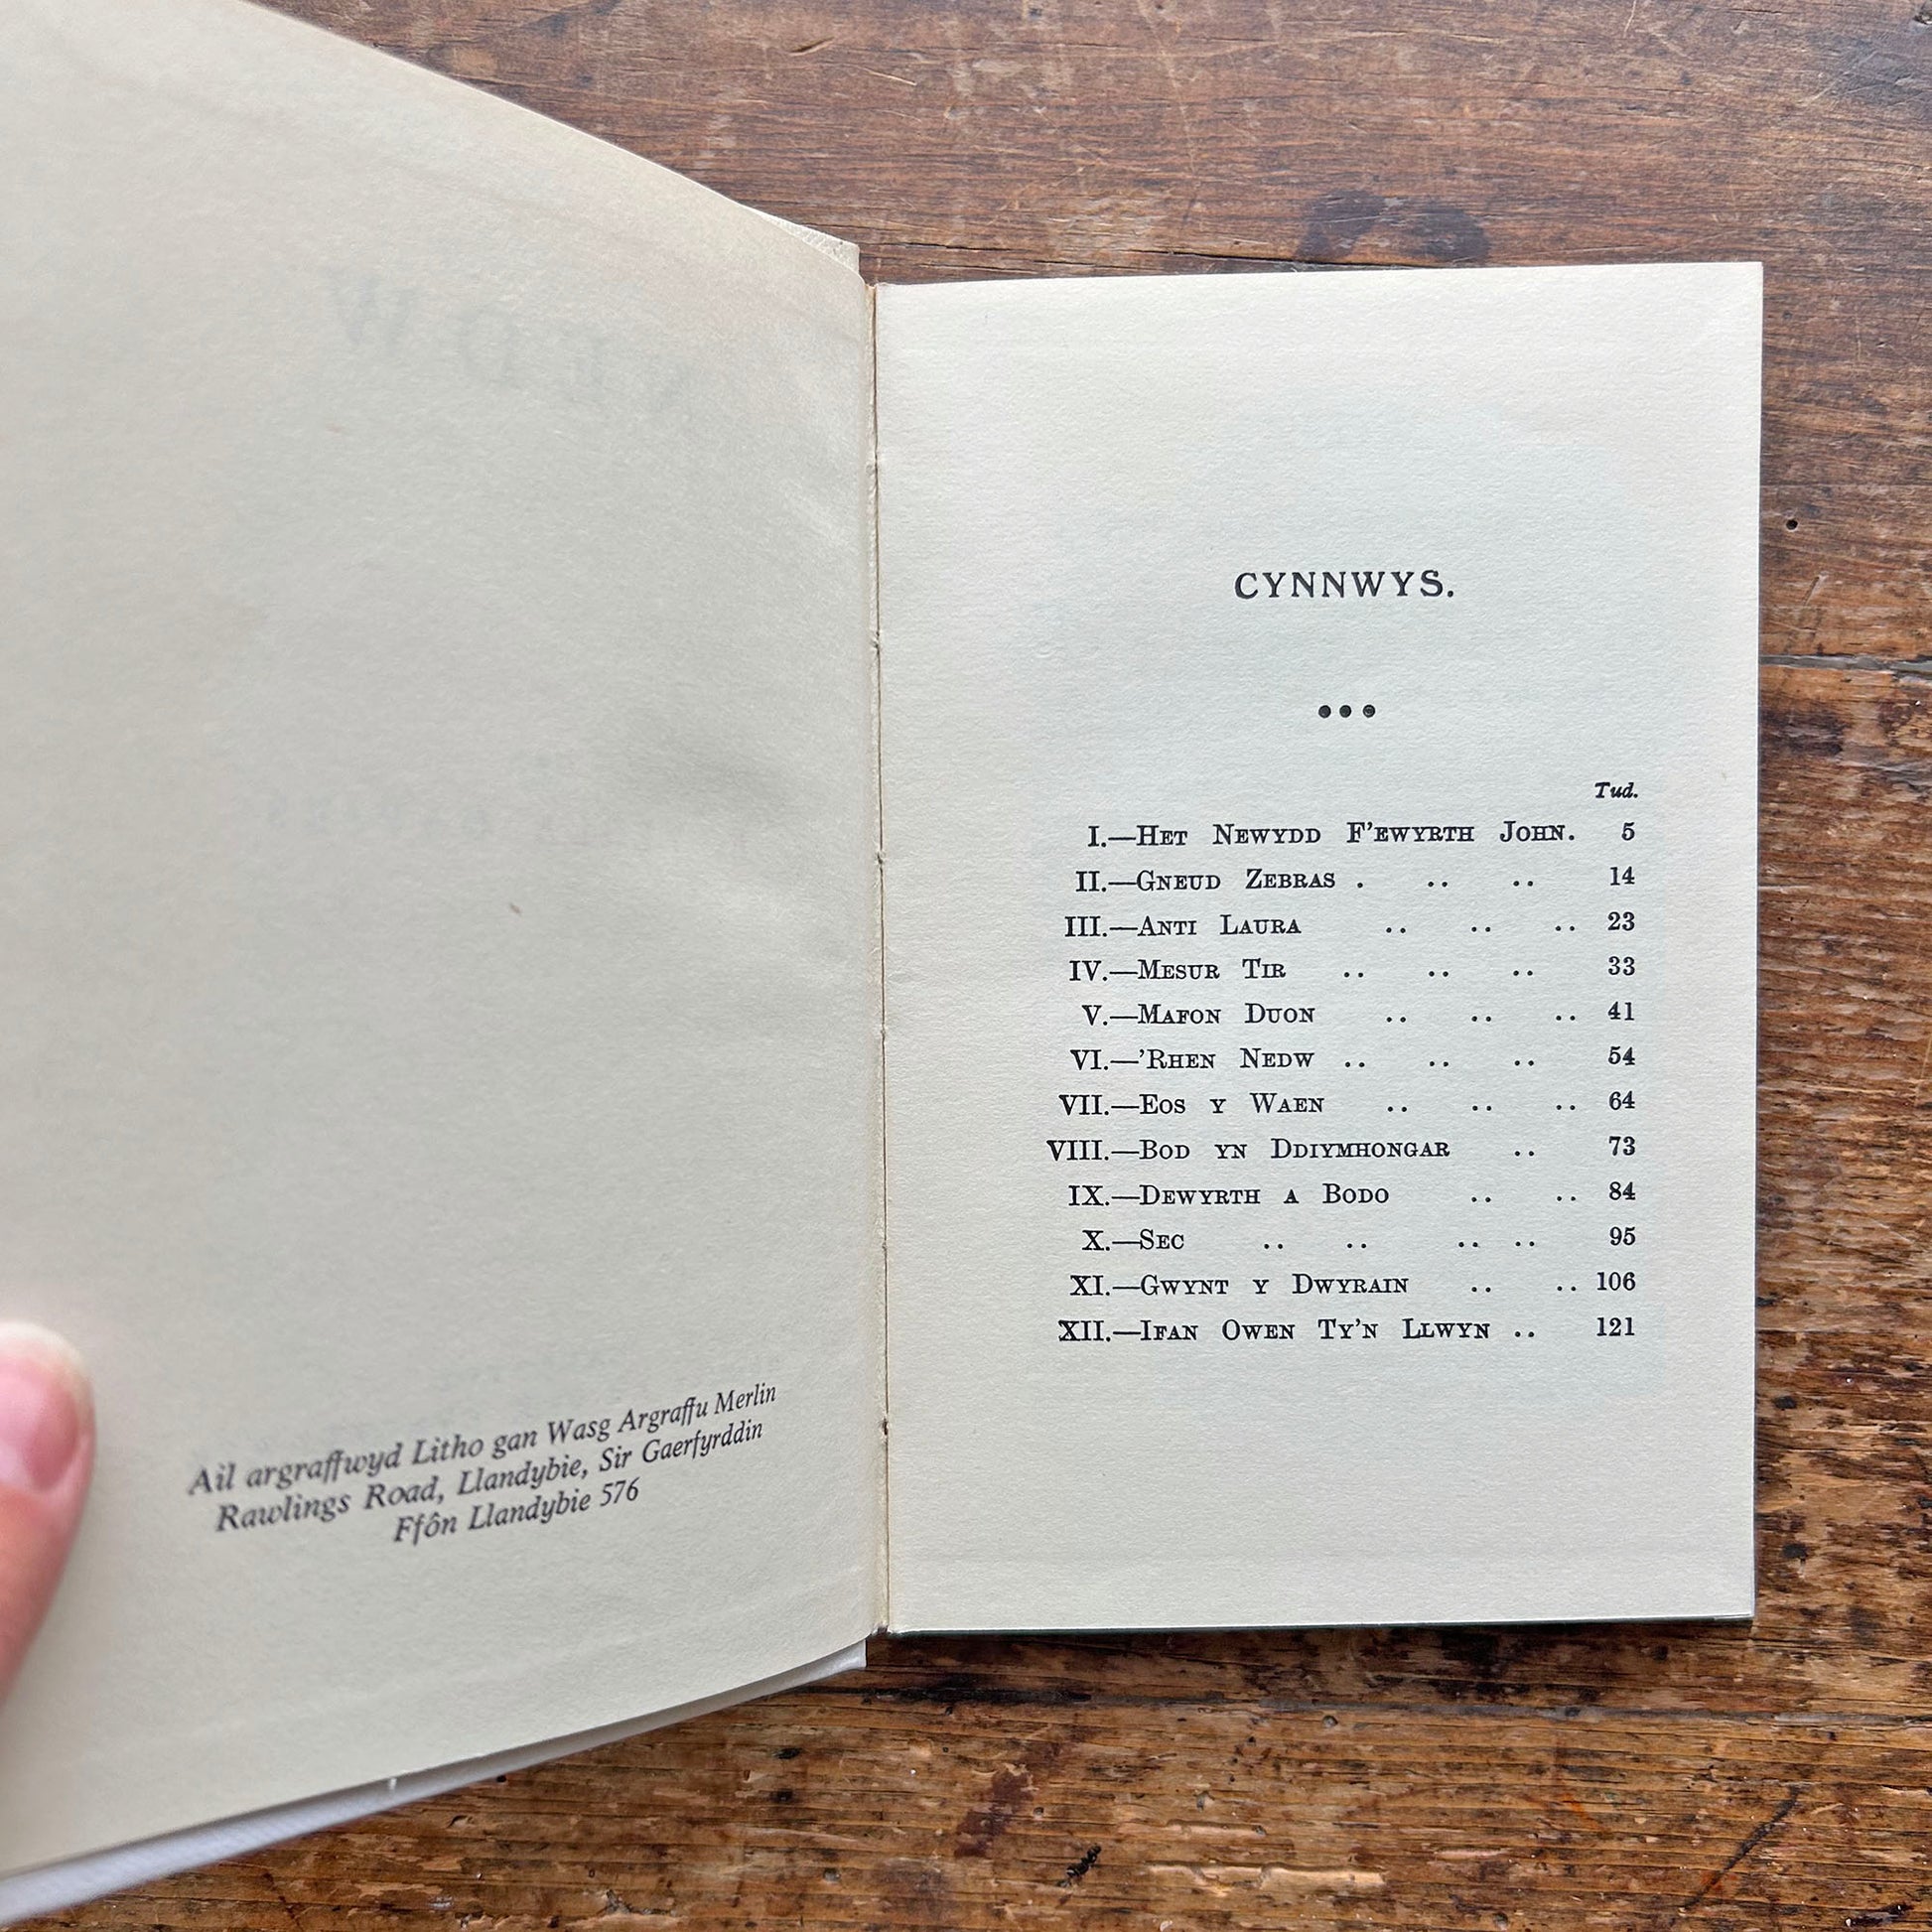 Ail argraffwyd Litho gan Wasg Argraffu Merlin
Rawlings Road, Llandybie, Sir Gaerfyrddin
Ffôn Llandybie 576
CYNNWYS.
Tud.
I.—HET NEWYDD F'EWYRTH JOHN. 5
II.—GNEUD ZEBRAS . .. .. 14
III.—ANTI LAURA .. .. .. 23
IV.—MESUR TIR .. .. .. 33
V.—MAFON DUON .. .. .. 41
VI.—'RHEN NEDW .. .. .. 54
VII.—EOS Y WAEN .. .. .. 64
VIII.—BOD YN DDIYMHONGAR .. 73
IX.—DEWYRTH A BODO .. .. 84
X.—SEC .. .. .. .. 95
XI.—GWYNT Y DWYRAIN .. .. 106
XII.—IFAN OWEN TY'N LLWYN .. 121